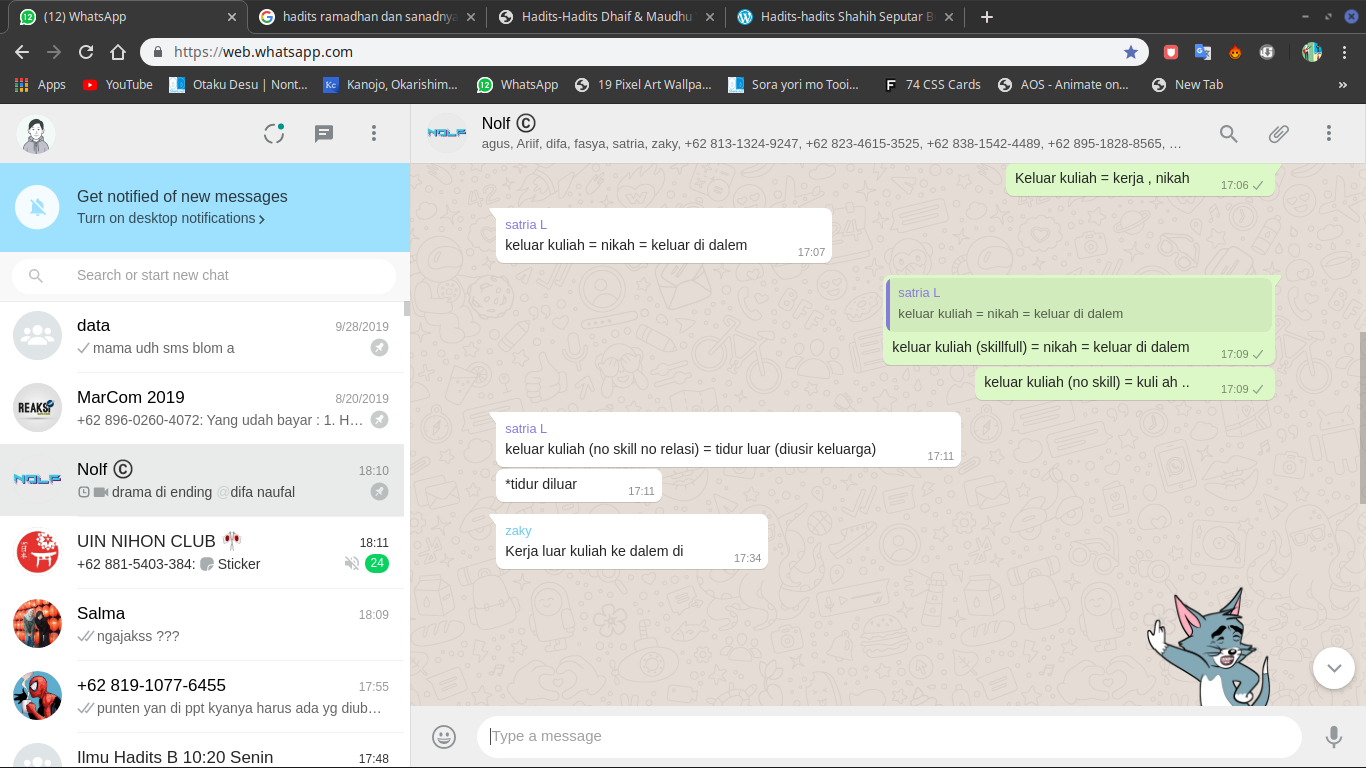 (12) WhatsApp
hadits ramadhan dan sanadnya
Hadits-Hadits Dhaif & Maudhu
Hadits-hadits Shahih Seputar B
https://web.whatsapp.com
Apps
YouTube
Otaku Desu | Nont...
Kc Kanojo, Okarishim...
12 WhatsApp
19 Pixel Art Wallpa...
Sora yori mo Tooi...
F 74 CSS Cards
AOS - Animate on...
New Tab
»
Get notified of new messages
Turn on desktop notifications
Search or start new chat
data 9/28/2019
mama udh sms blom a
REAKSI
MarCom 2019 8/20/2019
+62 896-0260-4072: Yang udah bayar : 1. H...
NOLF
Nolf © 18:10
drama di ending @difa naufal
UIN NIHON CLUB 18:11
+62 881-5403-384: Sticker 24
Salma 18:09
ngajakss ???
+62 819-1077-6455 17:55
punten yan di ppt kyanya harus ada yg diub...
Ilmu Hadits B 10:20 Senin 17:48
NOLF
Nolf ©
agus, Ariif, difa, fasya, satria, zaky, +62 813-1324-9247, +62 823-4615-3525, +62 838-1542-4489, +62 895-1828-8565, ...
Keluar kuliah = kerja , nikah 17:06
satria L
keluar kuliah = nikah = keluar di dalem 17:07
satria L
keluar kuliah = nikah = keluar di dalem
keluar kuliah (skillfull) = nikah = keluar di dalem 17:09
keluar kuliah (no skill) = kuli ah .. 17:09
satria L
keluar kuliah (no skill no relasi) = tidur luar (diusir keluarga) 17:11
*tidur diluar 17:11
zaky
Kerja luar kuliah ke dalem di 17:34
Type a message